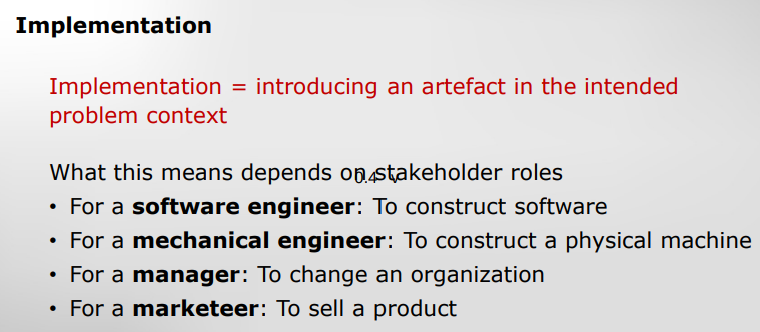 Implementation
Implementation = introducing an artefact in the intended
problem context
What this means depends on stakeholder roles
0.4 v
• For a software engineer: To construct software
• For a mechanical engineer: To construct a physical machine
• For a manager: To change an organization
• For a marketeer: To sell a product